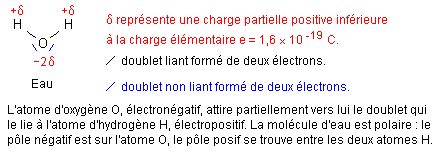 +δ +δ
H H
O
−2δ
Eau
δ représente une charge partielle positive inférieure
à la charge élémentaire e = 1,6 × 10 -19 C.
/ doublet liant formé de deux électrons.
/ doublet non liant formé de deux électrons.
L'atome d'oxygène O, électronégatif, attire partiellement vers lui le doublet qui
le lie à l'atome d'hydrogène H, électropositif. La molécule d'eau est polaire : le
pôle négatif est sur l'atome O, le pôle posif se trouve entre les deux atomes H.